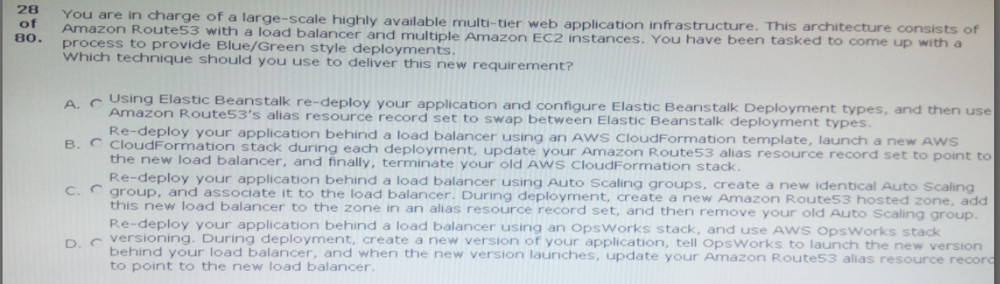 28
of
80.
You are in charge of a large-scale highly available multi-tier web application infrastructure. This architecture consists of
Amazon Route53 with a load balancer and multiple Amazon EC2 instances. You have been tasked to come up with a
process to provide Blue/Green style deployments.
Which technique should you use to deliver this new requirement?
A. Using Elastic Beanstalk re-deploy your application and configure Elastic Beanstalk Deployment types, and then use
Amazon Route53's alias resource record set to swap between Elastic Beanstalk deployment types.
Re-deploy your application behind a load balancer using an AWS CloudFormation template, launch a new AWS
B. CloudFormation stack during each deployment, update your Amazon Route53 alias resource record set to point to
the new load balancer, and finally, terminate your old AWS CloudFormation stack.
Re-deploy your application behind a load balancer using Auto Scaling groups, create a new identical Auto Scaling
C. group, and associate it to the load balancer. During deployment, create a new Amazon Route53 hosted zone, add
this new load balancer to the zone in an alias resource record set, and then remove your old Auto Scaling group.
Re-deploy your application behind a load balancer using an OpsWorks stack, and use AWS OpsWorks stack
D. versioning. During deployment, create a new version of your application, tell OpsWorks to launch the new version
behind your load balancer, and when the new version launches, update your Amazon Route53 alias resource record
to point to the new load balancer.